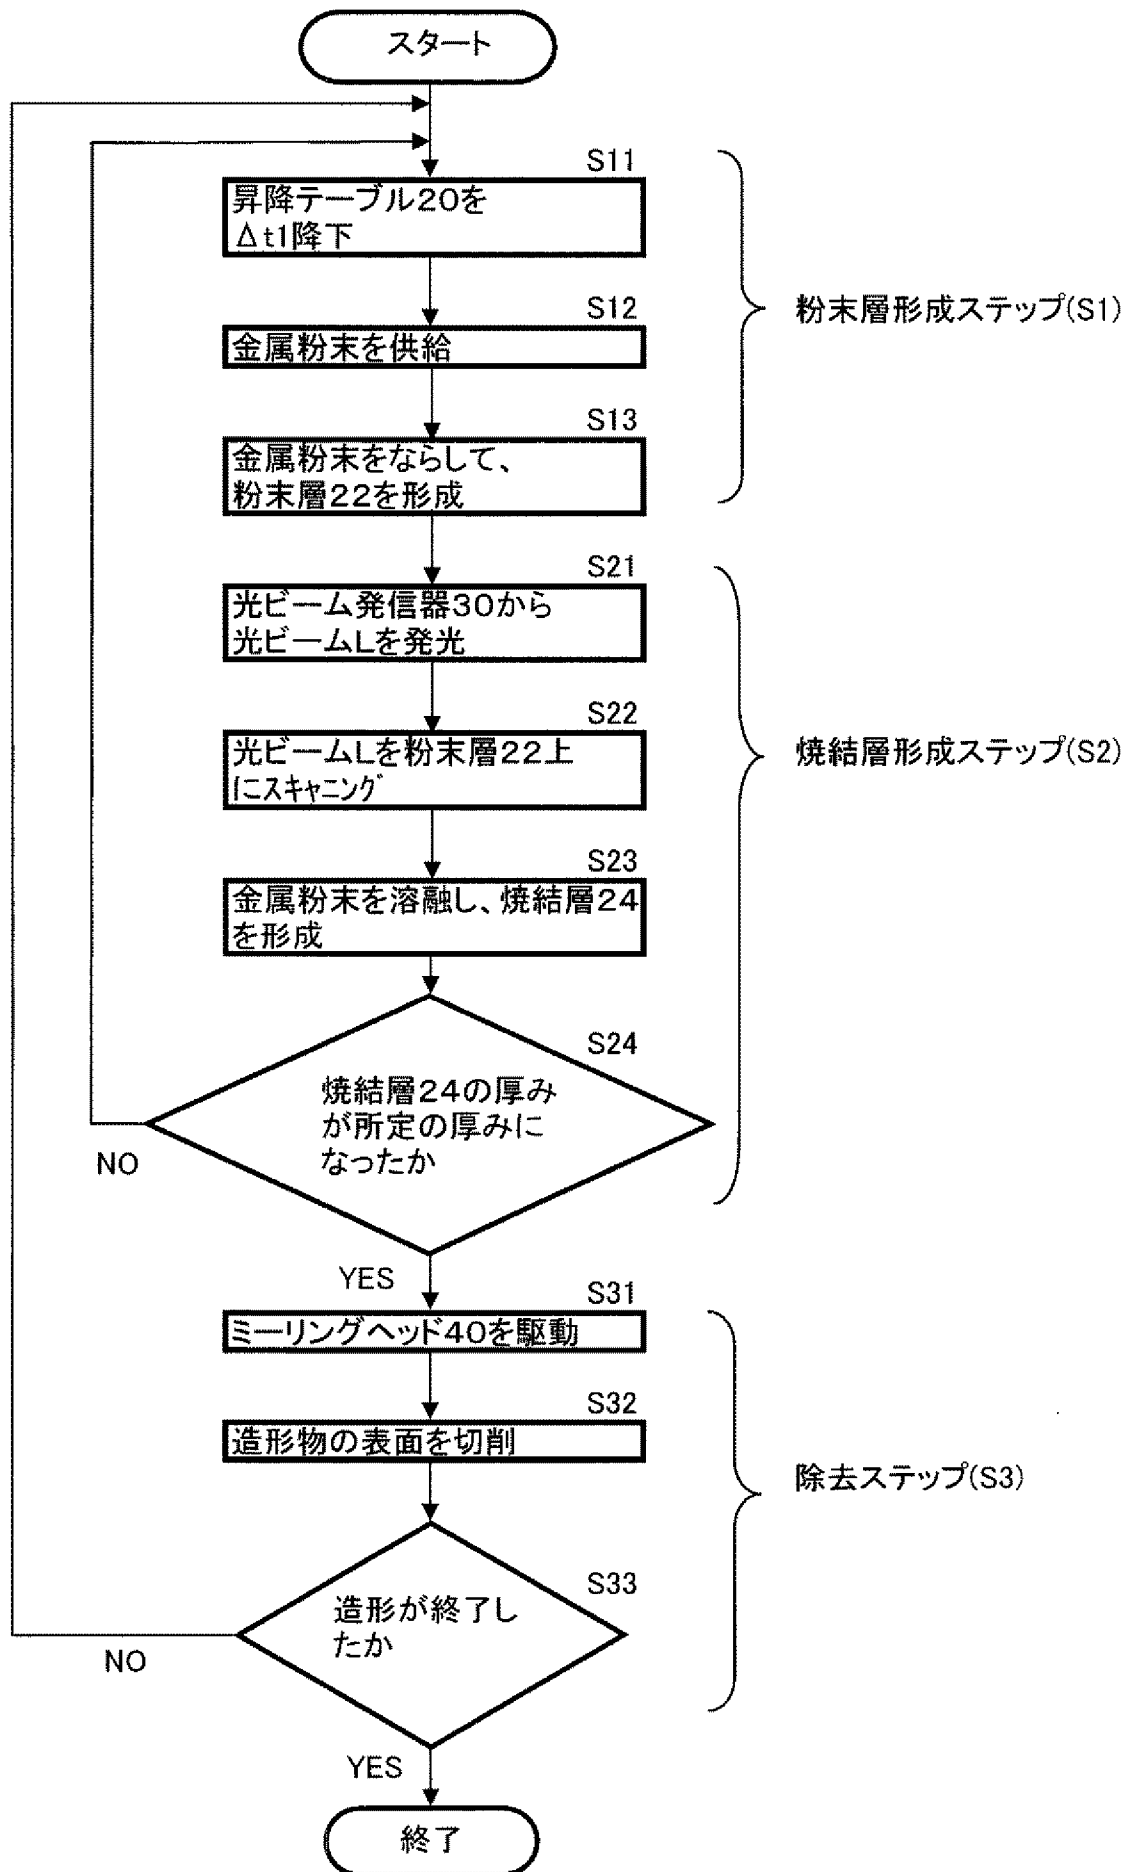 スタート
S11
昇降テーブル20を
Δt1降下
S12
金属粉末を供給
S13
金属粉末をならして、
粉末層22を形成
粉末層形成ステップ(S1)
S21
光ビーム発信器30から
光ビームLを発光
S22
光ビームLを粉末層22上
にスキャニング
S23
金属粉末を溶融し、焼結層24
を形成
S24
焼結層24の厚み
が所定の厚みに
なったか
NO
YES
焼結層形成ステップ(S2)
S31
ミーリングヘッド40を駆動
S32
造形物の表面を切削
S33
造形が終了し
たか
NO
YES
除去ステップ(S3)
終了